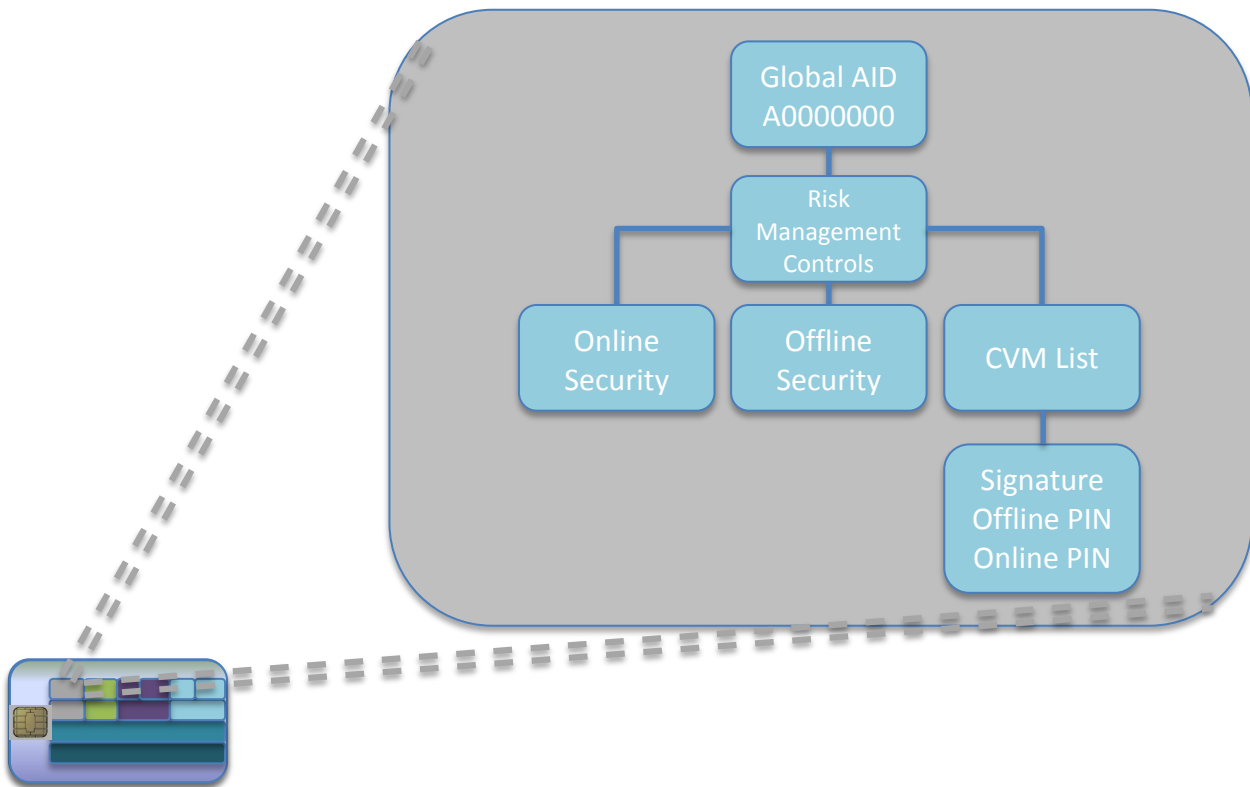 Global AID
A0000000
Risk
Management
Controls
Online
Security
Offline
Security
CVM List
Signature
Offline PIN
Online PIN